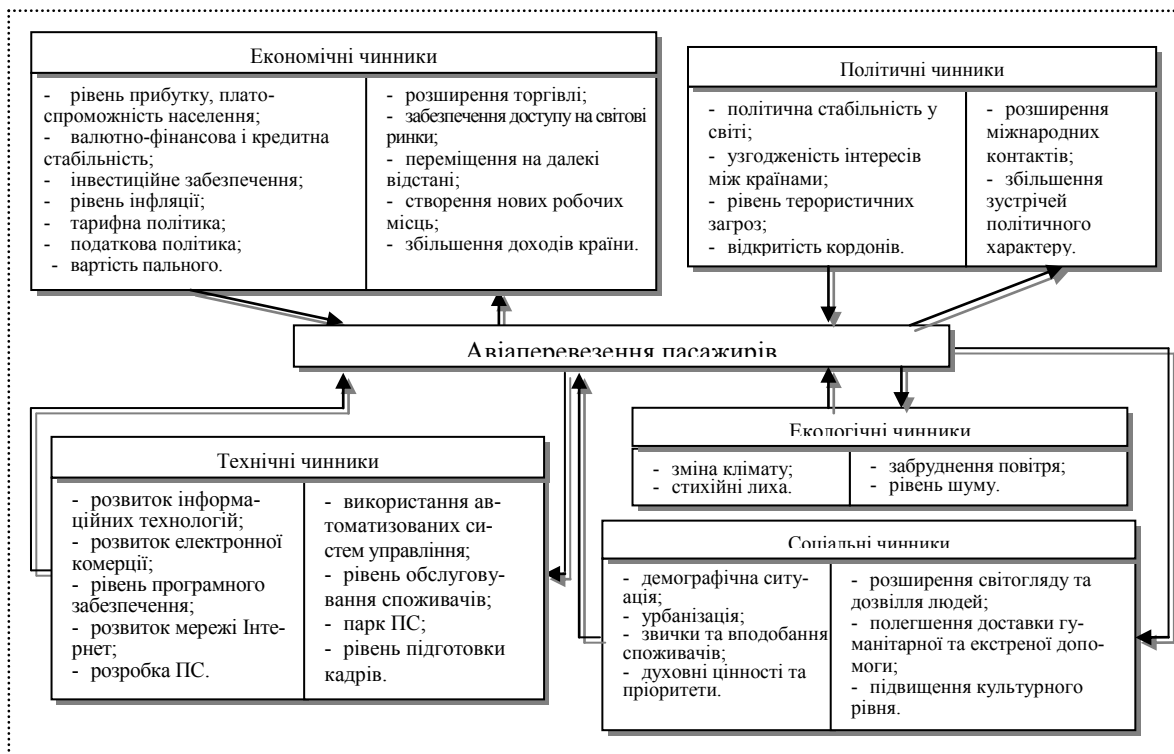 Економічні чинники
- рівень прибутку, плато-
спроможність населення;
- валютно-фінансова і кредитна
стабільність;
- інвестиційне забезпечення;
- рівень інфляції;
- тарифна політика;
- податкова політика;
- вартість пального.
- розширення торгівлі;
- забезпечення доступу на світові
ринки;
- переміщення на далекі
відстані;
- створення нових робочих
місць;
- збільшення доходів країни.
Політичні чинники
- політична стабільність у
світі;
- узгодженість інтересів
між країнами;
- рівень терористичних
загроз;
- відкритість кордонів.
- розширення
міжнародних
контактів;
- збільшення
зустрічей
політичного
характеру.
Авіаперевезення пасажирів
Технічні чинники
- розвиток інформа-
ційних технологій;
- розвиток електронної
комерції;
- рівень програмного
забезпечення;
- розвиток мережі Інте-
рнет;
- розробка ПС.
- використання ав-
томатизованих си-
стем управління;
- рівень обслугову-
вання споживачів;
- парк ПС;
- рівень підготовки
кадрів.
Екологічні чинники
- зміна клімату;
- стихійні лиха.
- забруднення повітря;
- рівень шуму.
Соціальні чинники
- демографічна ситу-
ація;
- урбанізація;
- звички та вподобання
споживачів;
- духовні цінності та
пріоритети.
- розширення світогляду та
дозвілля людей;
- полегшення доставки гу-
манітарної та екстреної допо-
моги;
- підвищення культурного
рівня.